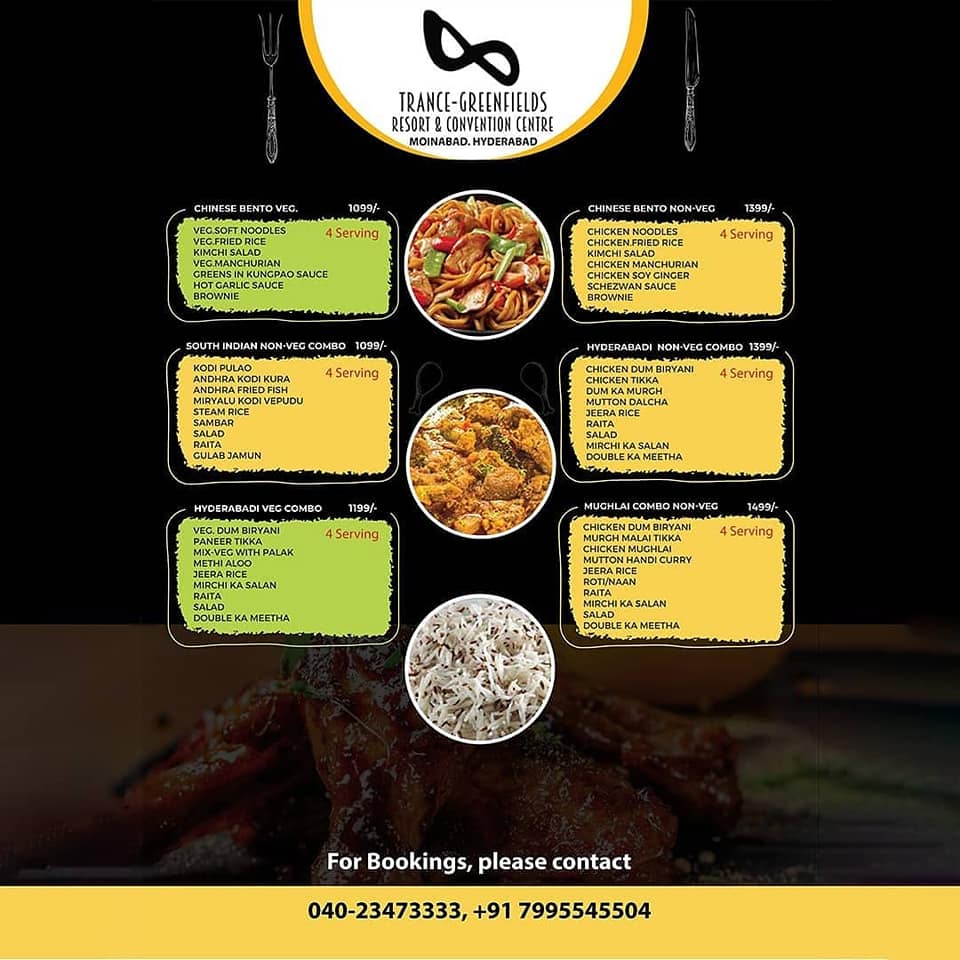 TRANCE-GREENFIELDS
RESORT & CONVENTION CENTRE
MOINABAD. HYDERABAD
CHINESE BENTO VEG. 1099/-
4 Serving
VEG.SOFT NOODLES
VEG.FRIED RICE
KIMCHI SALAD
VEG.MANCHURIAN
GREENS IN KUNGPAO SAUCE
HOT GARLIC SAUCE
BROWNIE
CHINESE BENTO NON-VEG 1399/-
4 Serving
CHICKEN NOODLES
CHICKEN.FRIED RICE
KIMCHI SALAD
CHICKEN MANCHURIAN
CHICKEN SOY GINGER
SCHEZWAN SAUCE
BROWNIE
SOUTH INDIAN NON-VEG COMBO 1099/-
4 Serving
KODI PULAO
ANDHRA KODI KURA
ANDHRA FRIED FISH
MIRYALU KODI VEPUDU
STEAM RICE
SAMBAR
SALAD
RAITA
GULAB JAMUN
HYDERABADI NON-VEG COMBO 1399/-
4 Serving
CHICKEN DUM BIRYANI
CHICKEN TIKKA
DUM KA MURGH
MUTTON DALCHA
JEERA RICE
RAITA
SALAD
MIRCHI KA SALAN
DOUBLE KA MEETHA
HYDERABADI VEG COMBO 1199/-
4 Serving
VEG. DUM BIRYANI
PANEER TIKKA
MIX-VEG WITH PALAK
METHI ALOO
JEERA RICE
MIRCHI KA SALAN
RAITA
SALAD
DOUBLE KA MEETHA
MUGHLAI COMBO NON-VEG 1499/-
4 Serving
CHICKEN DUM BIRYANI
MURGH MALAI TIKKA
CHICKEN MUGHLAI
MUTTON HANDI CURRY
JEERA RICE
ROTI/NAAN
RAITA
MIRCHI KA SALAN
SALAD
DOUBLE KA MEETHA
For Bookings, please contact
040-23473333, +91 7995545504